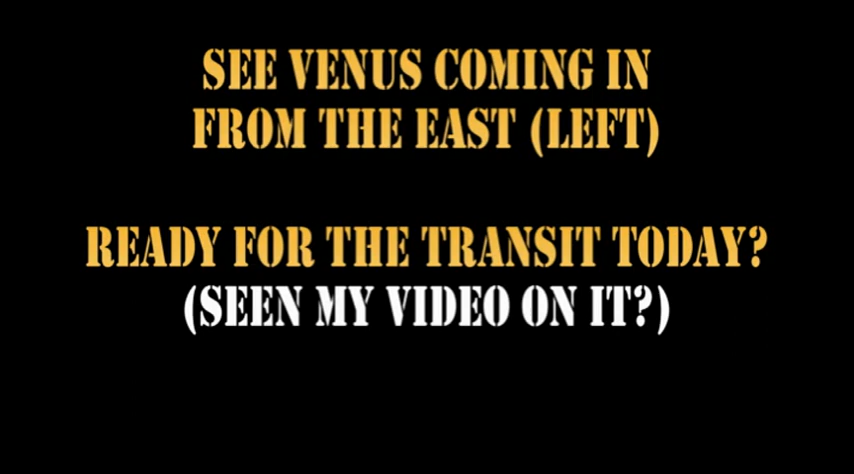 SEE VENUS COMING IN
FROM THE EAST (LEFT)
READY FOR THE TRANSIT TODAY?
(SEEN MY VIDEO ON IT?)